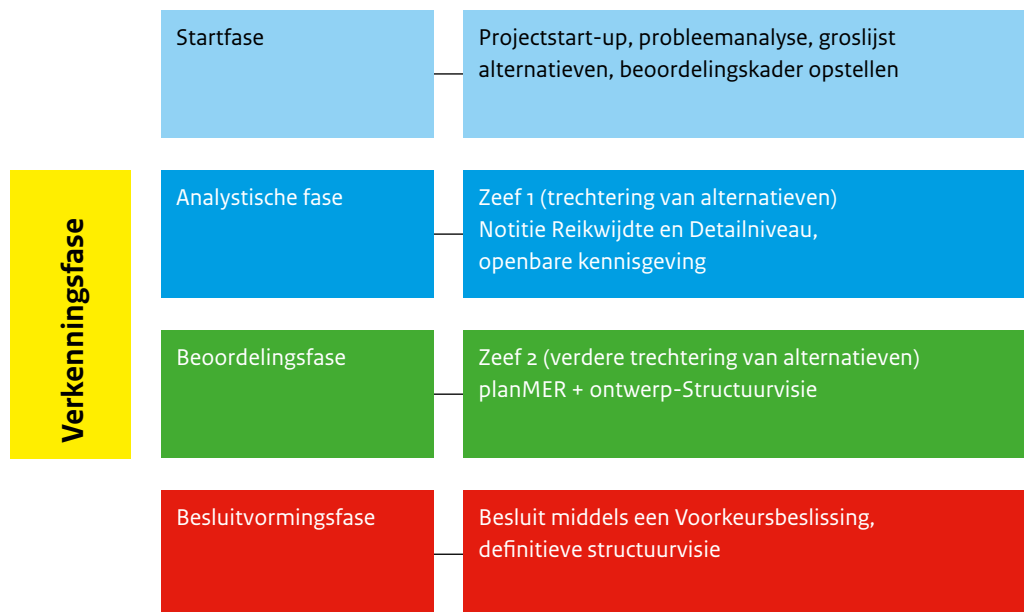 Verkenningsfase
Startfase
Projectstart-up, probleemanalyse, groslijst
alternatieven, beoordelingskader opstellen
Analystische fase
Zeef 1 (trechtering van alternatieven)
Notitie Reikwijdte en Detailniveau,
openbare kennisgeving
Beoordelingsfase
Zeef 2 (verdere trechtering van alternatieven)
planMER + ontwerp-Structuurvisie
Besluitvormingsfase
Besluit middels een Voorkeursbeslissing,
definitieve structuurvisie